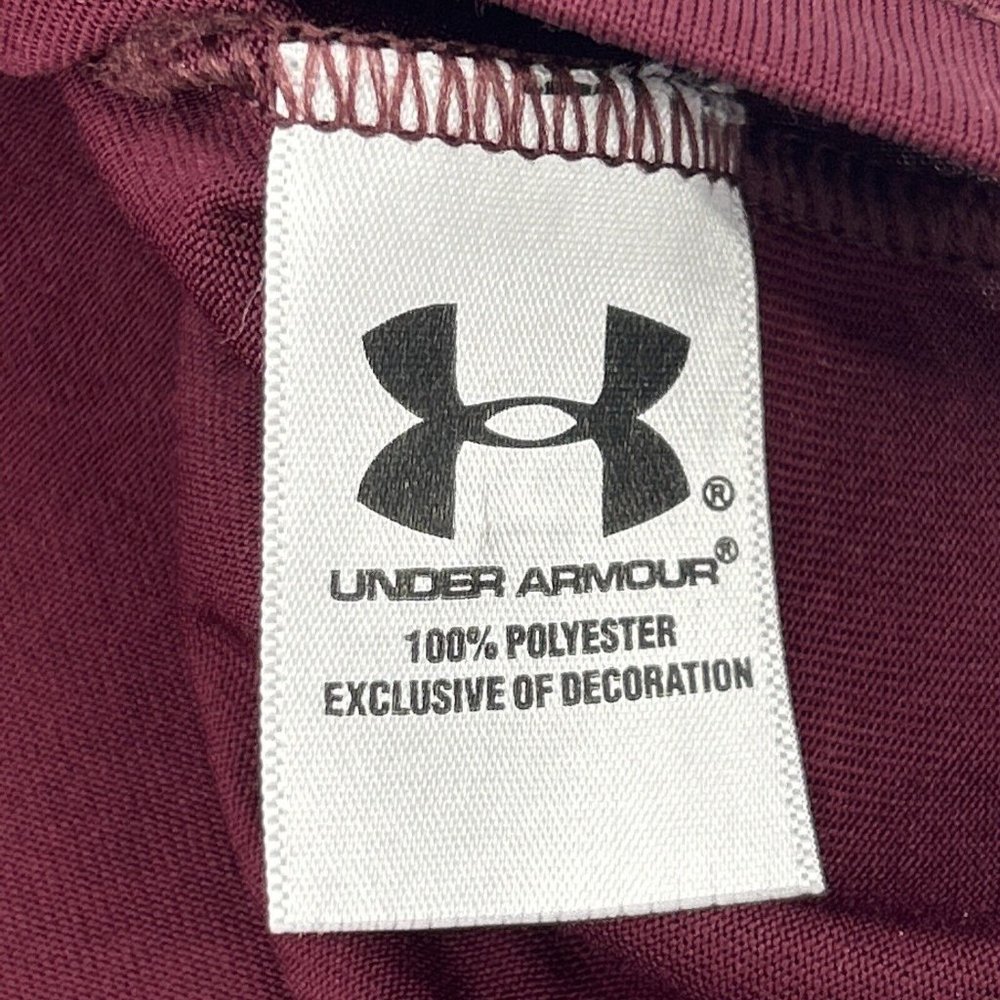 ®
UNDER ARMOUR®
100% POLYESTER
EXCLUSIVE OF DECORATION